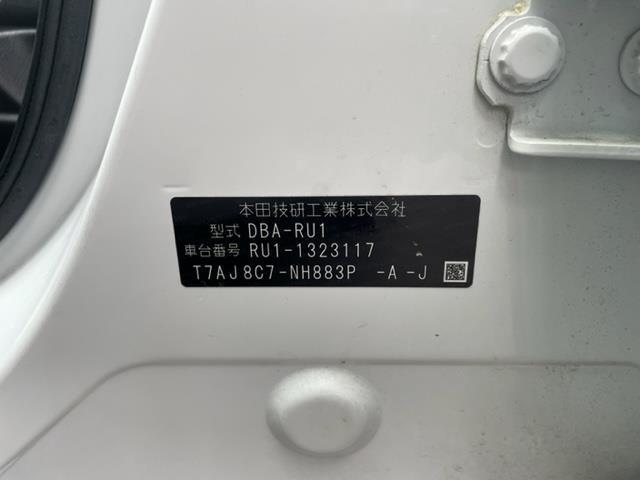 本田技研工業株式会社
型式 DBA-RU1
車台番号 RU1-1323117
T7AJ8C7-NH883P -A -J